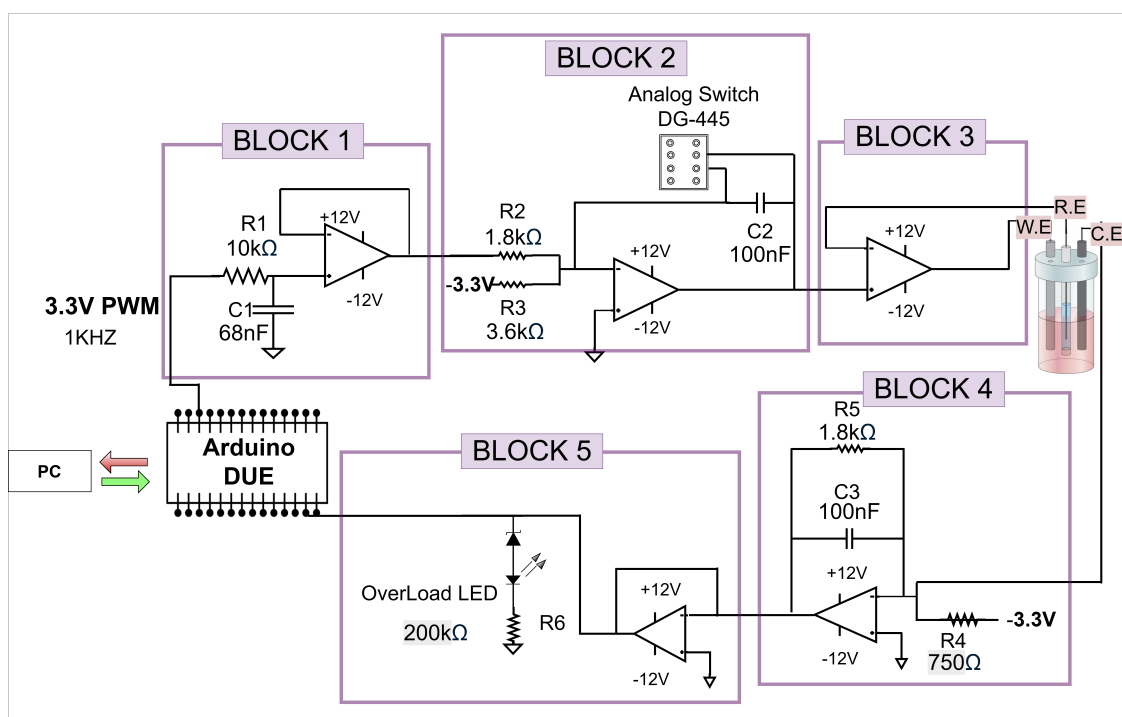 BLOCK 1
R1
10kΩ
+12V
-12V
C1
68nF
3.3V PWM
1KHZ
BLOCK 2
Analog Switch
DG-445
R2
1.8kΩ
-3.3V
R3
3.6kΩ
C2
100nF
+12V
-12V
BLOCK 3
+12V
-12V
R.E
W.E
C.E
BLOCK 4
R5
1.8kΩ
C3
100nF
+12V
-12V
-3.3V
R4
750Ω
BLOCK 5
+12V
-12V
OverLoad LED
200kΩ
R6
Arduino
DUE
PC